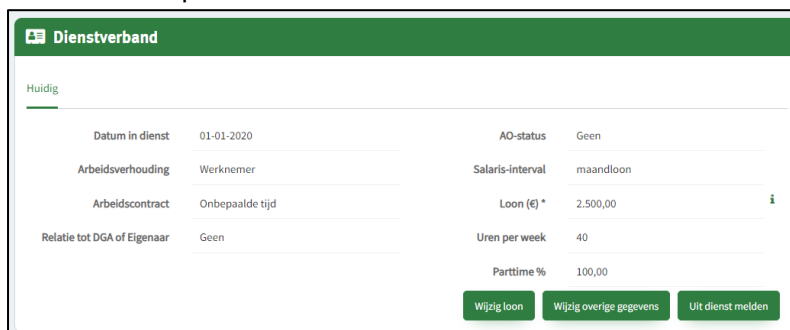 Dienstverband
Huidig
Datum in dienst 01-01-2020
Arbeidsverhouding Werknemer
Arbeidscontract Onbepaalde tijd
Relatie tot DGA of Eigenaar Geen
AO-status Geen
Salaris-interval maandloon
Loon (€) * 2.500,00 i
Uren per week 40
Parttime % 100,00
Wijzig loon Wijzig overige gegevens Uit dienst melden